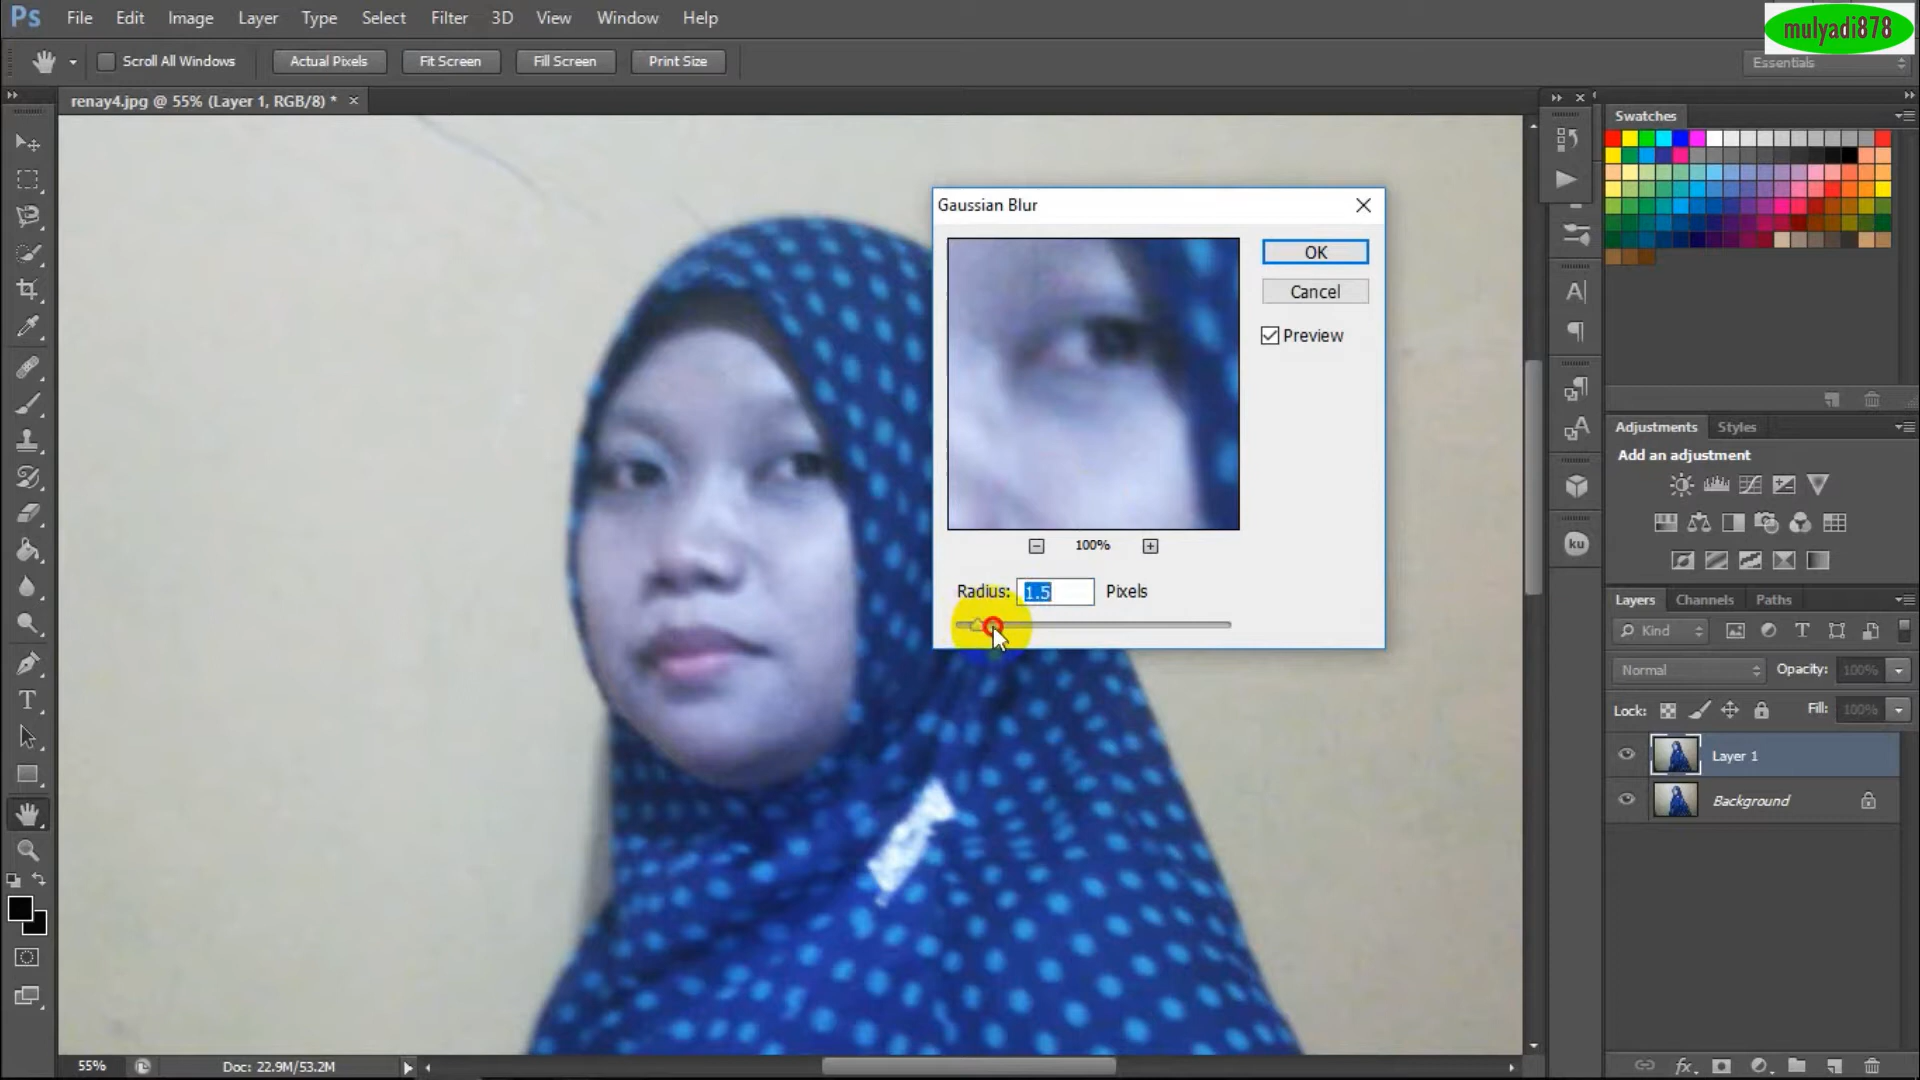 Ps File Edit Image Layer Type Select Filter 3D View Window Help
mulyadi878
Scroll All Windows Actual Pixels Fit Screen Fill Screen Print Size
Essentials
renay4.jpg @ 55% (Layer 1, RGB/8) *
Swatches
Gaussian Blur
OK
Cancel
Preview
100%
Radius: 1.5 Pixels
Adjustments Styles
Add an adjustment
ku
Layers Channels Paths
Kind
Normal Opacity: 100%
Lock: Fill: 100%
Layer 1
Background
55% Doc: 22.9M/53.2M
fx